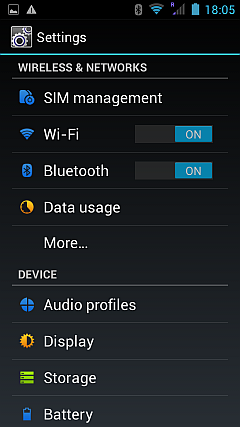 R
18:05
Settings
WIRELESS & NETWORKS
SIM management
Wi-Fi ON
Bluetooth ON
Data usage
More...
DEVICE
Audio profiles
Display
Storage
Battery